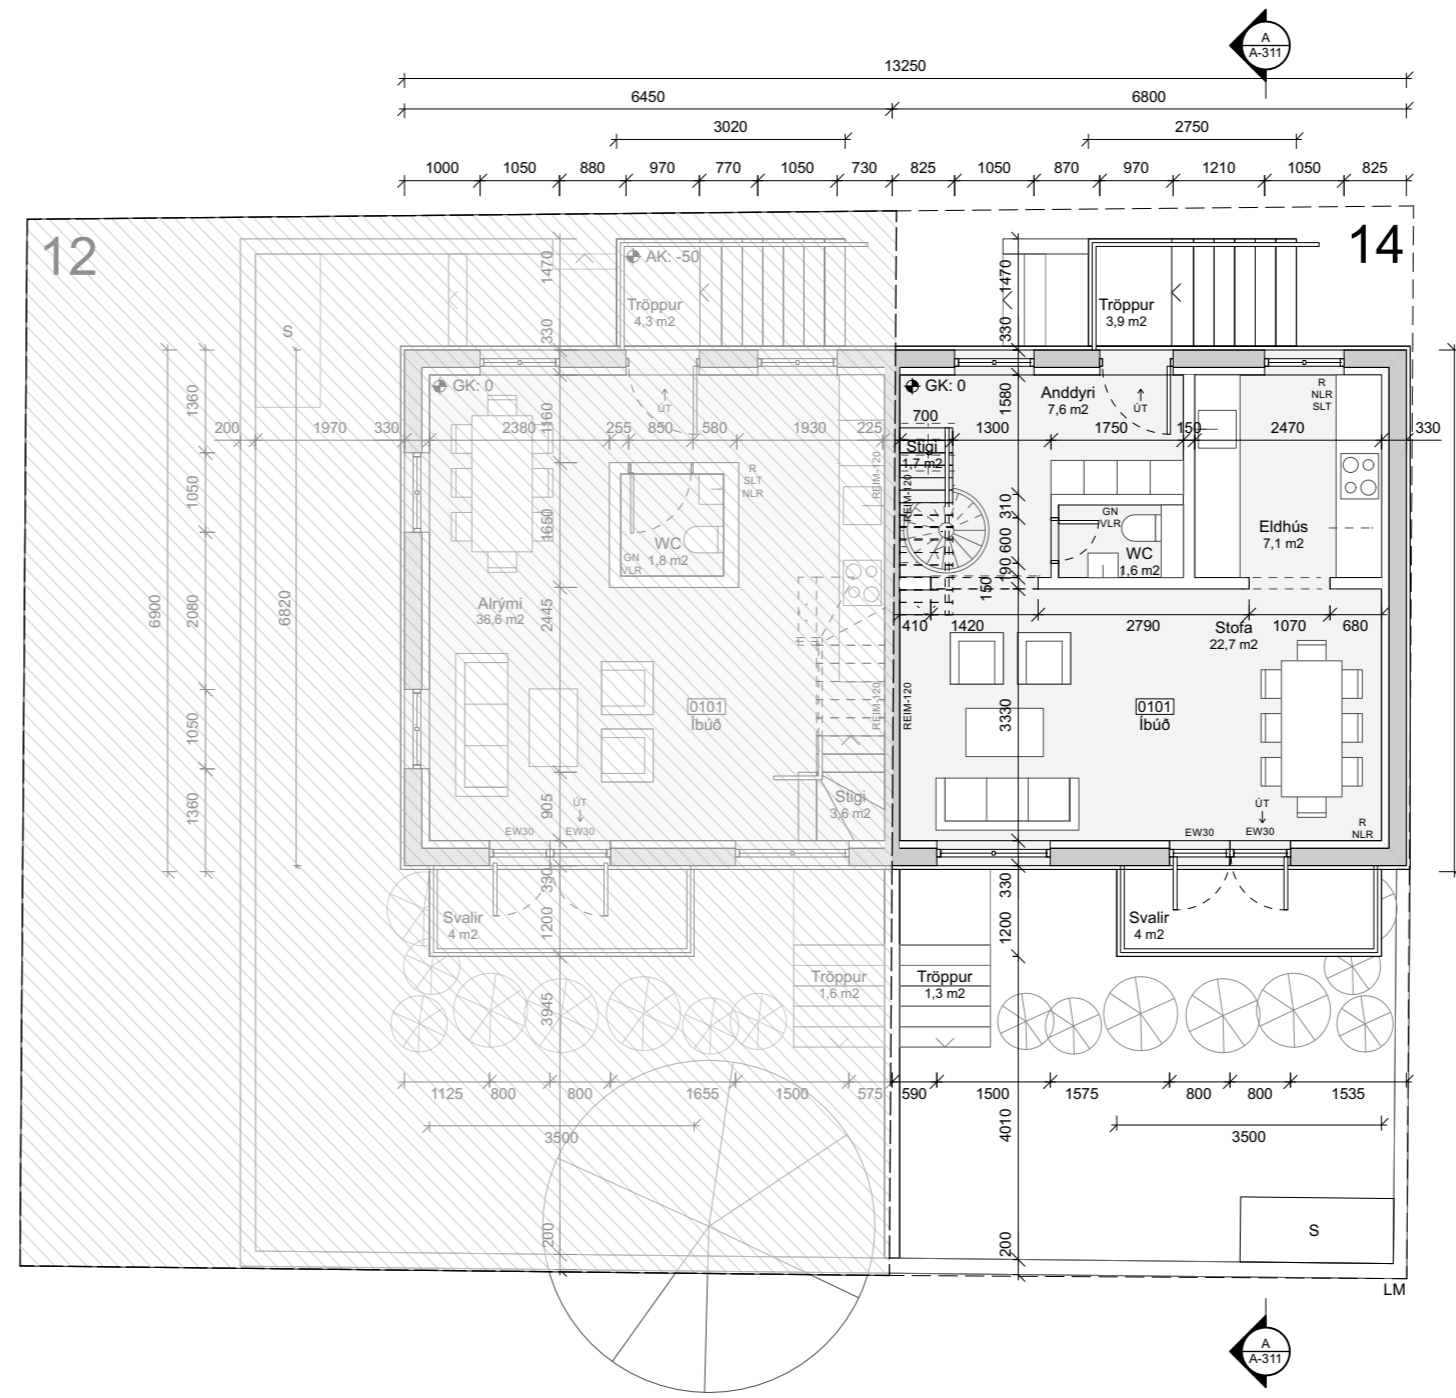 A
A-311
13250
6450 6800
3020 2750
1000 1050 880 970 770 1050 730 825 1050 870 970 1210 1050 825
12
14
AK: -50
1470
1470
S
Tröppur
4,3 m2
Tröppur
3,9 m2
330
330
GK: 0
GK: 0
ÚT
Anddyri
7,6 m2
ÚT
R
NLR
SLT
1360
1160
1580
200 1970 330 2380 255 850 580 1930 225 700 1300 1750 150 2470 330
Stigi
1,7 m2
R
SLT
NLR
REIM-120
REIM-120
1050
1650
310
GN
VLR
Eldhús
7,1 m2
WC
1,8 m2
GN
VLR
600
WC
1,6 m2
190
150
6900
2080
6820
Alrými
36,6 m2
2445
410 1420 2790 1070 680
Stofa
22,7 m2
REIM-120
REIM-120
0101
Íbúð
3330
0101
Íbúð
1050
1360
905
Stigi
3,6 m2
ÚT
EW30 EW30
ÚT
EW30 EW30
R
NLR
330
330
Svalir
4 m2
1200
1200
Svalir
4 m2
Tröppur
1,6 m2
Tröppur
1,3 m2
3945
1125 800 800 1655 1500 575 590 1500 1575 800 800 1535
4010
3500 3500
200
200
S
LM
A
A-311